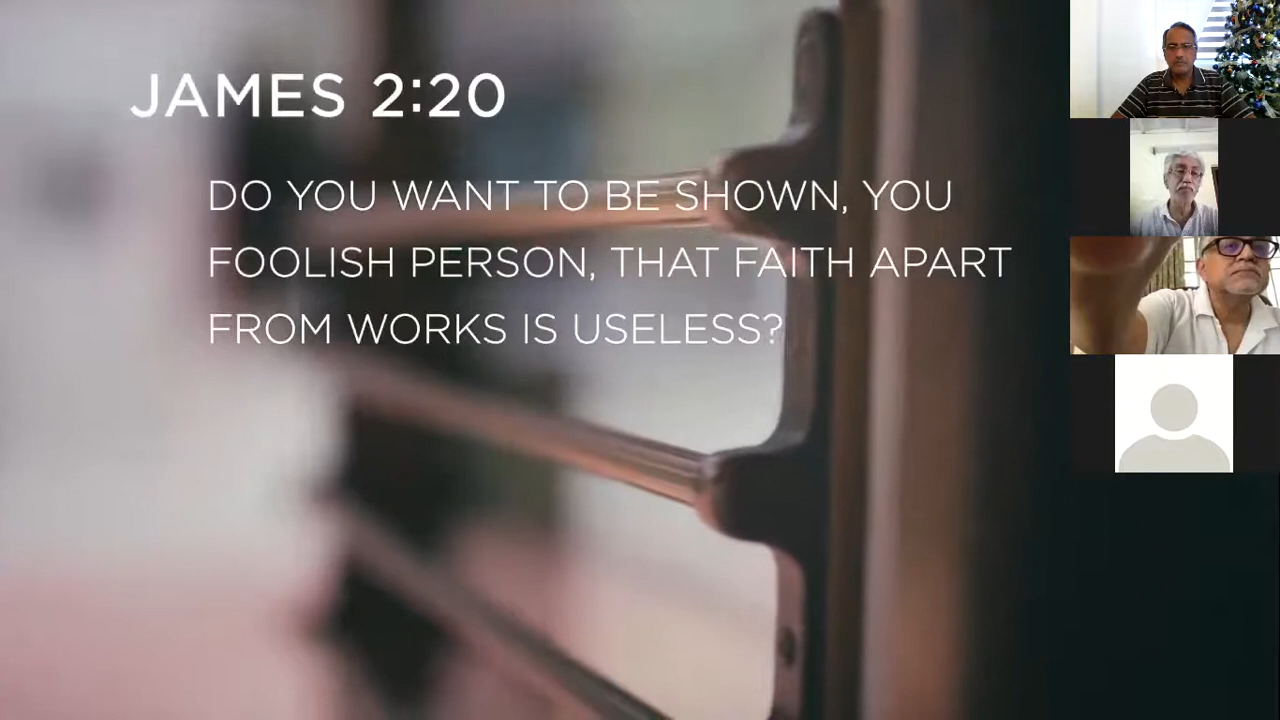 JAMES 2:20
DO YOU WANT TO BE SHOWN, YOU
FOOLISH PERSON, THAT FAITH APART
FROM WORKS IS USELESS?